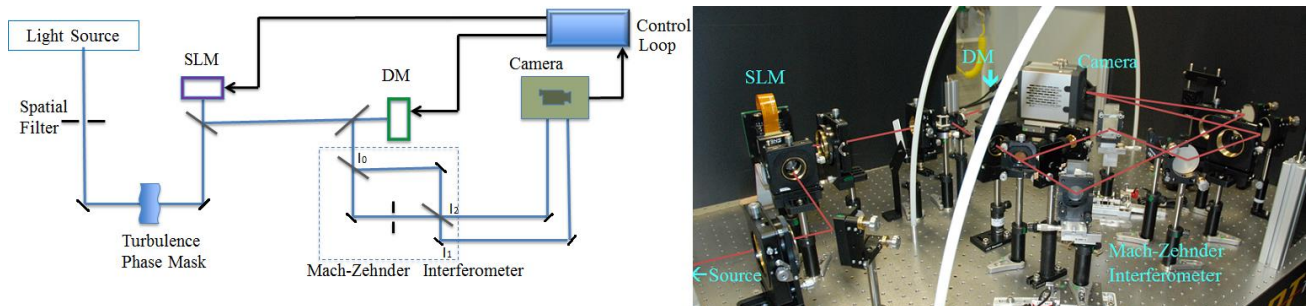 Light Source
SLM
Control
Loop
DM
Camera
Spatial
Filter
I₀
I₂
I₁
Turbulence
Phase Mask
Mach-Zehnder
Interferometer
SLM
DM
Camera
Source
Mach-Zehnder
Interferometer